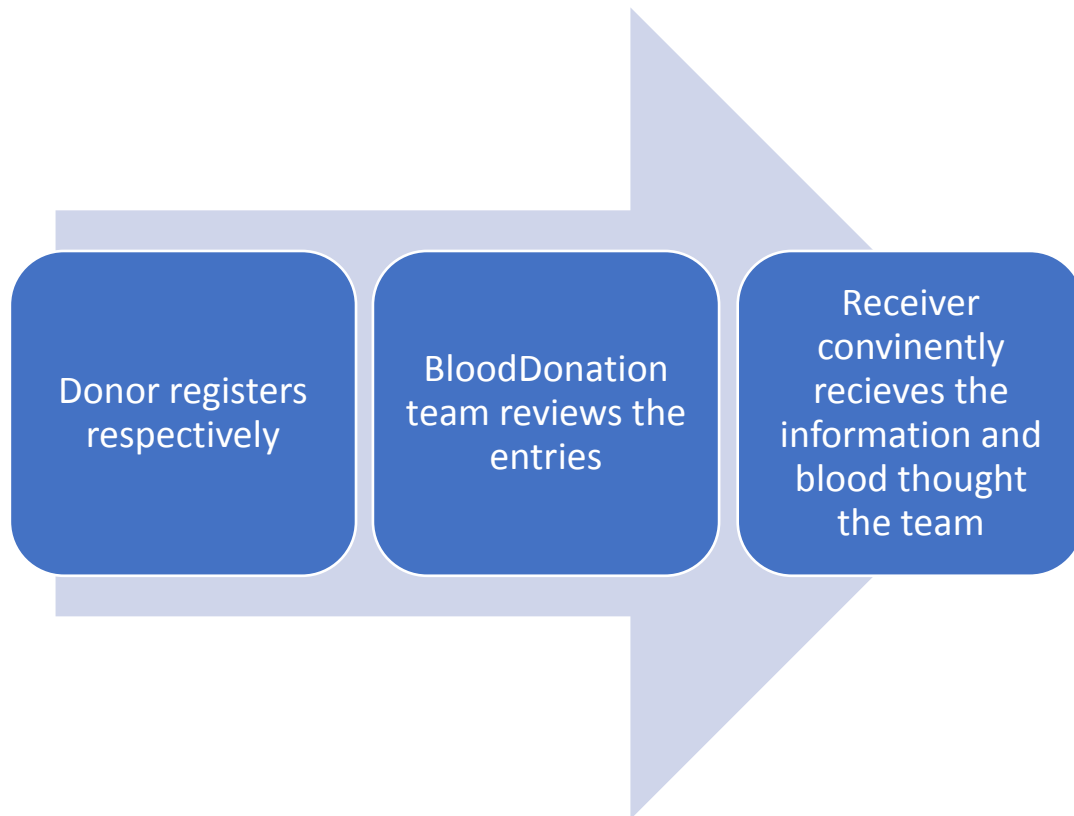 Donor registers
respectively
BloodDonation
team reviews the
entries
Receiver
convinently
recieves the
information and
blood thought
the team